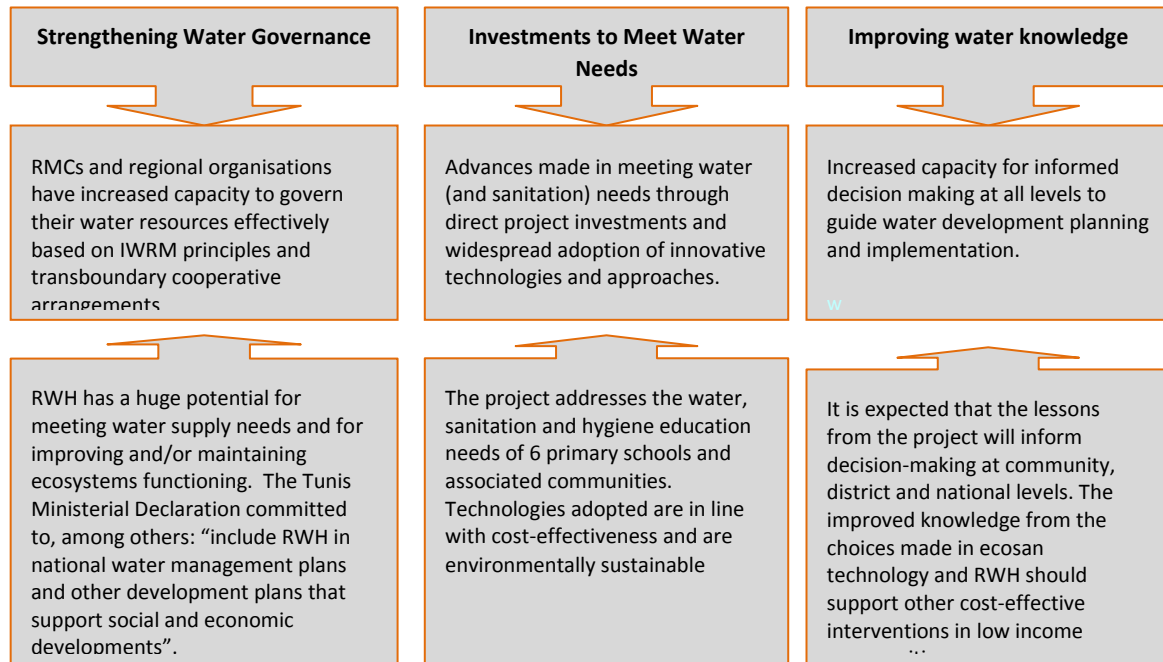 Strengthening Water Governance
RMCs and regional organisations
have increased capacity to govern
their water resources effectively
based on IWRM principles and
transboundary cooperative
arrangements
RWH has a huge potential for
meeting water supply needs and for
improving and/or maintaining
ecosystems functioning.  The Tunis
Ministerial Declaration committed
to, among others: “include RWH in
national water management plans
and other development plans that
support social and economic
developments”.
Investments to Meet Water
Needs
Advances made in meeting water
(and sanitation) needs through
direct project investments and
widespread adoption of innovative
technologies and approaches.
The project addresses the water,
sanitation and hygiene education
needs of 6 primary schools and
associated communities.
Technologies adopted are in line
with cost-effectiveness and are
environmentally sustainable
Improving water knowledge
Increased capacity for informed
decision making at all levels to
guide water development planning
and implementation.
w
It is expected that the lessons
from the project will inform
decision-making at community,
district and national levels. The
improved knowledge from the
choices made in ecosan
technology and RWH should
support other cost-effective
interventions in low income